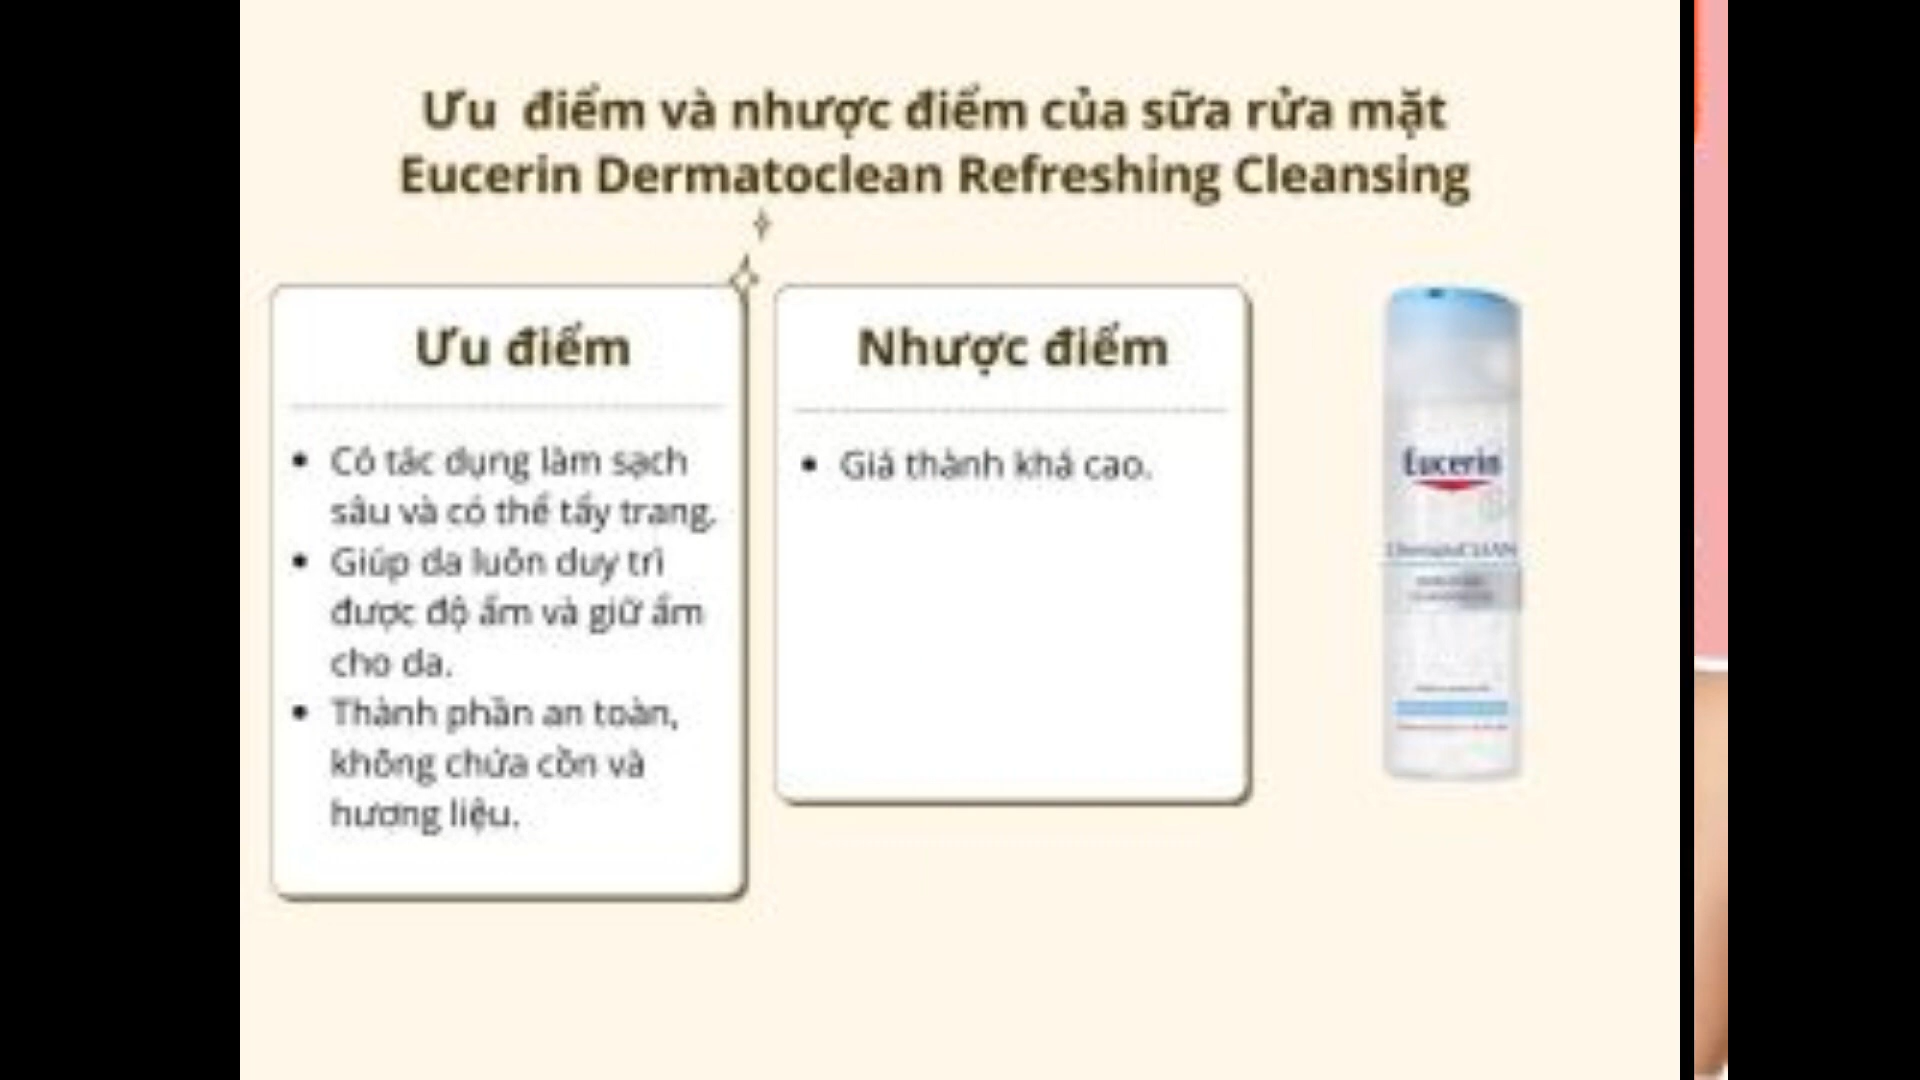 Ưu điểm và nhược điểm của sữa rửa mặt
Eucerin Dermatoclean Refreshing Cleansing
Ưu điểm
• Có tác dụng làm sạch
sâu và có thể tẩy trang.
• Giúp da luôn duy trì
được độ ẩm và giữ ẩm
cho da.
• Thành phần an toàn,
không chứa cồn và
hương liệu.
Nhược điểm
• Giá thành khá cao.
Eucerin
DermatoCLEAN